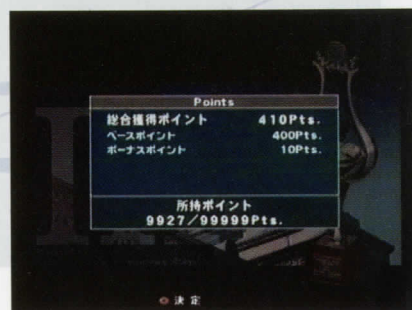 Points
総合獲得ポイント 410Pts.
ベースポイント 400Pts.
ボーナスポイント 10Pts.
所持ポイント
9927/99999Pts.
決定